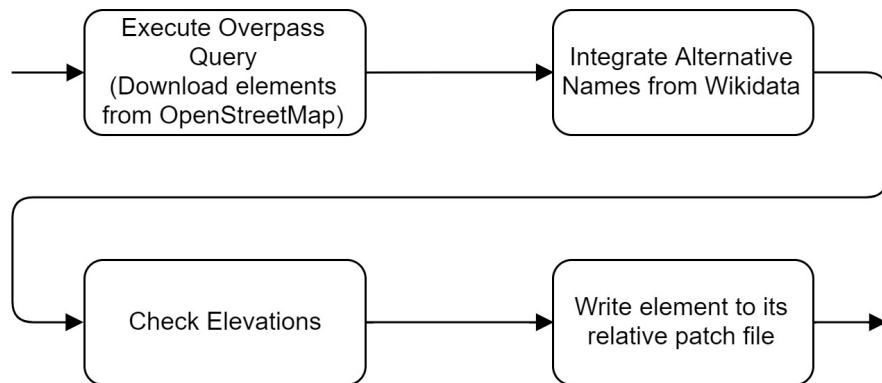 Execute Overpass
Query
(Download elements
from OpenStreetMap)
Integrate Alternative
Names from Wikidata
Check Elevations
Write element to its
relative patch file